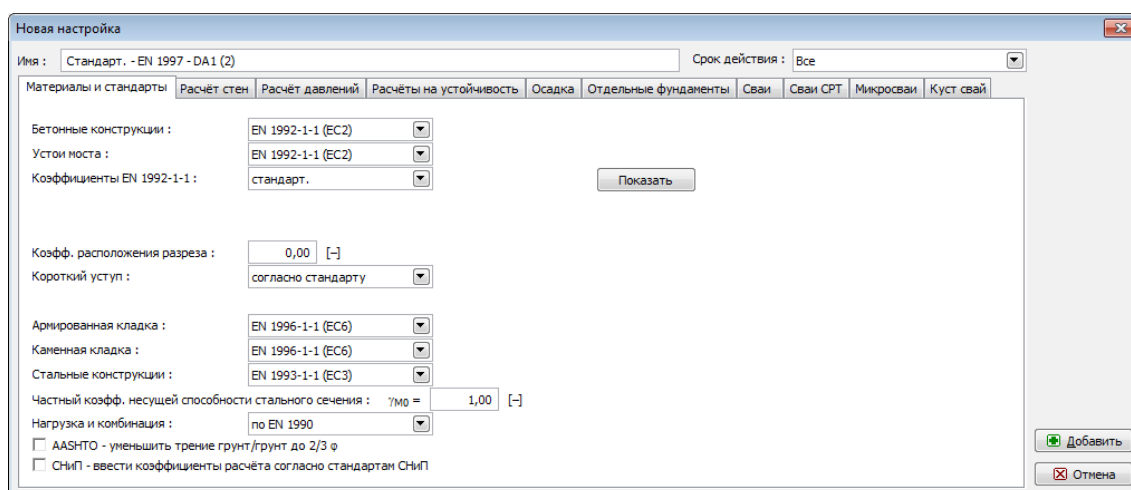 Новая настройка
Имя : Стандарт. - EN 1997 - DA1 (2) Срок действия : Все
Материалы и стандарты Расчёт стен Расчёт давлений Расчёты на устойчивость Осадка Отдельные фундаменты Сваи Сваи CPT Микросваи Куст свай
Бетонные конструкции : EN 1992-1-1 (EC2)
Устои моста : EN 1992-1-1 (EC2)
Коэффициенты EN 1992-1-1 : стандарт. Показать
Коэфф. расположения разреза : 0,00 [–]
Короткий уступ : согласно стандарту
Армированная кладка : EN 1996-1-1 (EC6)
Каменная кладка : EN 1996-1-1 (EC6)
Стальные конструкции : EN 1993-1-1 (EC3)
Частный коэфф. несущей способности стального сечения : γM0 = 1,00 [–]
Нагрузка и комбинация : по EN 1990
AASHTO - уменьшить трение грунт/грунт до 2/3 φ
СНиП - ввести коэффициенты расчёта согласно стандартам СНиП
Добавить
Отмена